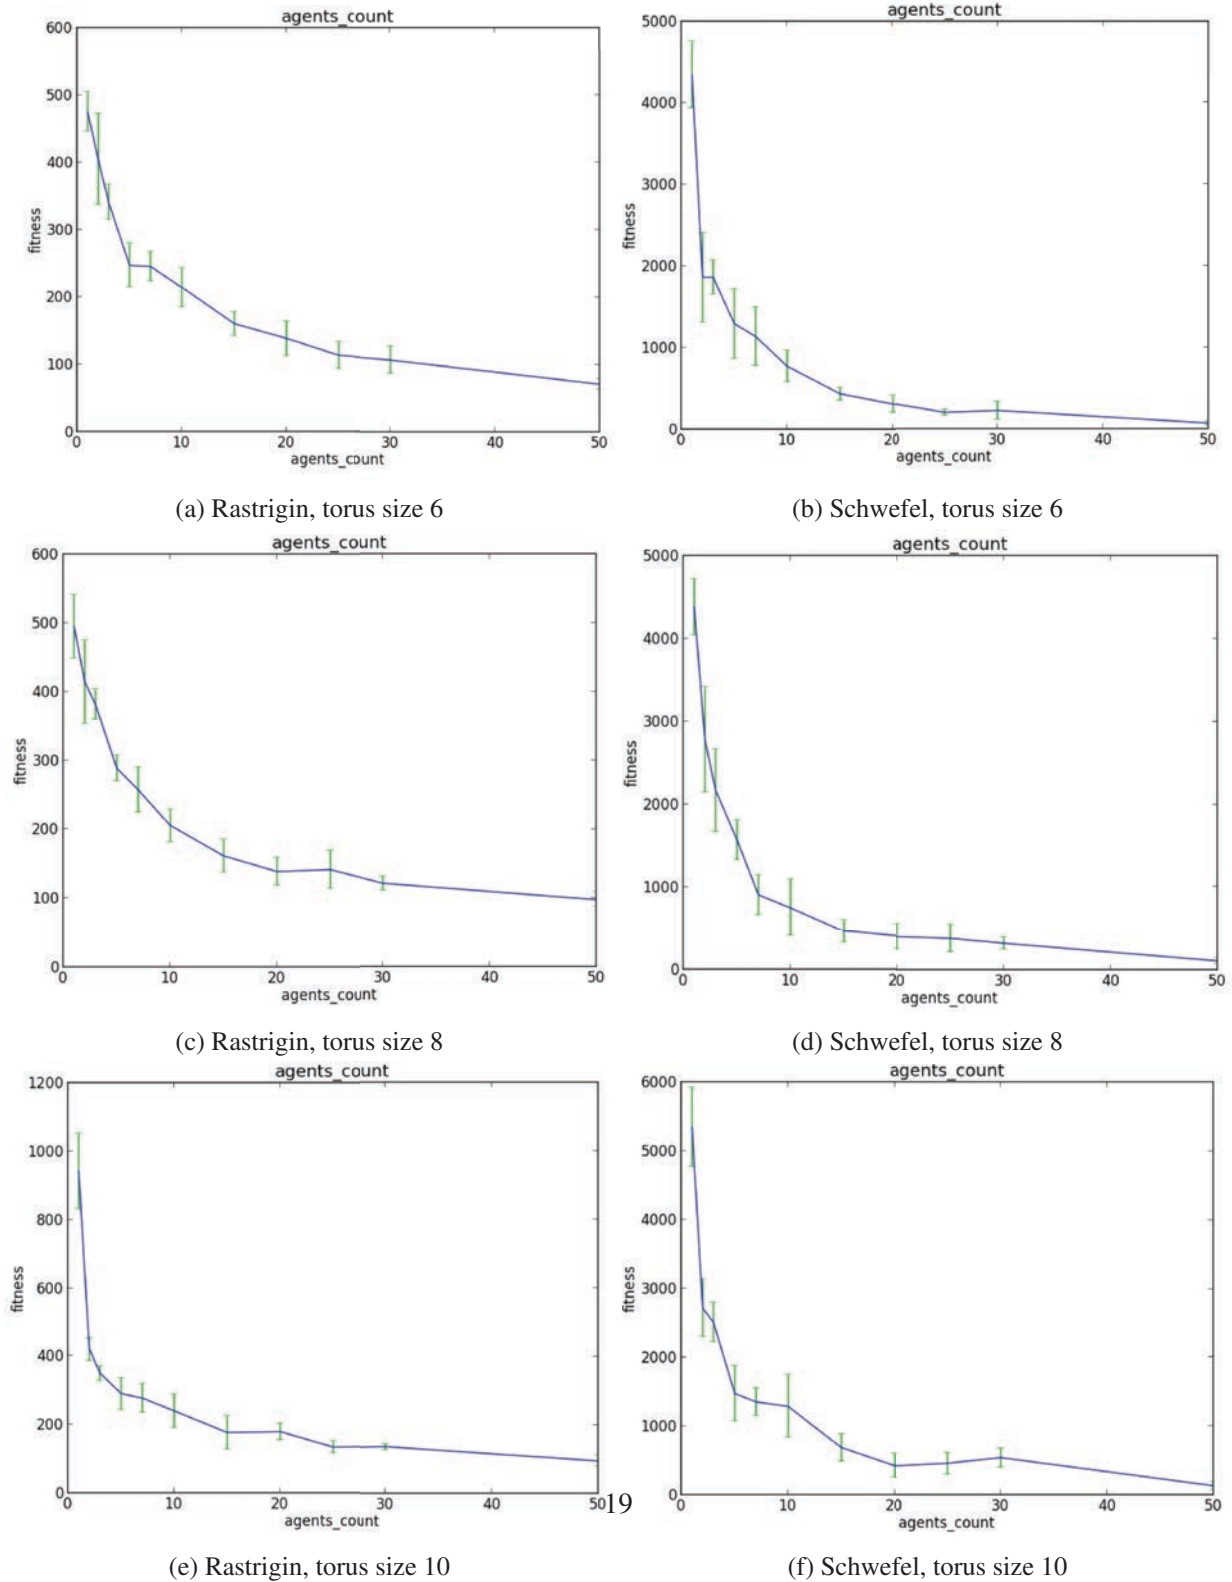 agents_count
600
500
400
300
200
100
0
fitness
0 10 20 30 40 50
agents_count
(a) Rastrigin, torus size 6
agents_count
5000
4000
3000
2000
1000
0
fitness
0 10 20 30 40 50
agents_count
(b) Schwefel, torus size 6
agents_count
600
500
400
300
200
100
0
fitness
0 10 20 30 40 50
agents_count
(c) Rastrigin, torus size 8
agents_count
5000
4000
3000
2000
1000
0
fitness
0 10 20 30 40 50
agents_count
(d) Schwefel, torus size 8
agents_count
1200
1000
800
600
400
200
0
fitness
0 10 20 30 40 50
agents_count
(e) Rastrigin, torus size 10
agents_count
6000
5000
4000
3000
2000
1000
0
fitness
0 10 20 30 40 50
agents_count
(f) Schwefel, torus size 10
19